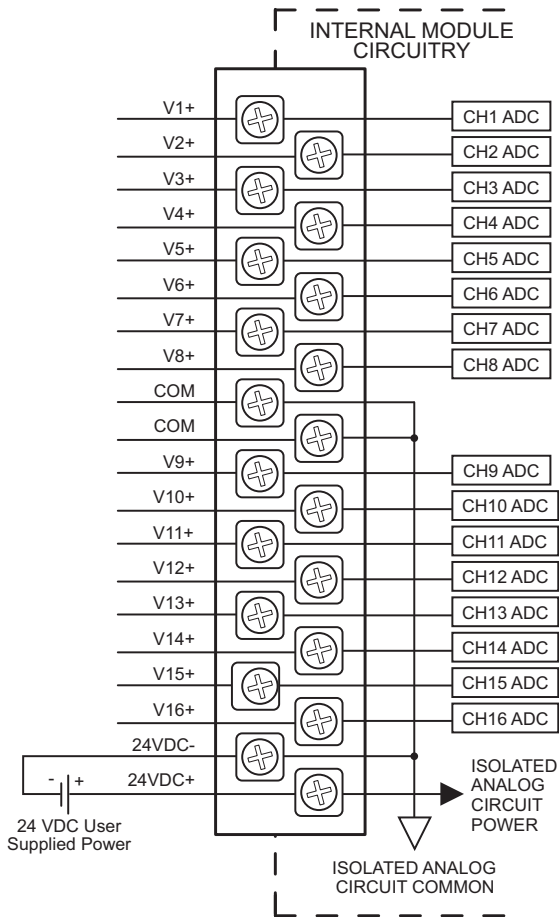 INTERNAL MODULE
CIRCUITRY
V1+
CH1 ADC
V2+
CH2 ADC
V3+
CH3 ADC
V4+
CH4 ADC
V5+
CH5 ADC
V6+
CH6 ADC
V7+
CH7 ADC
V8+
CH8 ADC
COM
COM
V9+
CH9 ADC
V10+
CH10 ADC
V11+
CH11 ADC
V12+
CH12 ADC
V13+
CH13 ADC
V14+
CH14 ADC
V15+
CH15 ADC
V16+
CH16 ADC
24VDC-
- +
24VDC+
24 VDC User
Supplied Power
ISOLATED
ANALOG
CIRCUIT
POWER
ISOLATED ANALOG
CIRCUIT COMMON